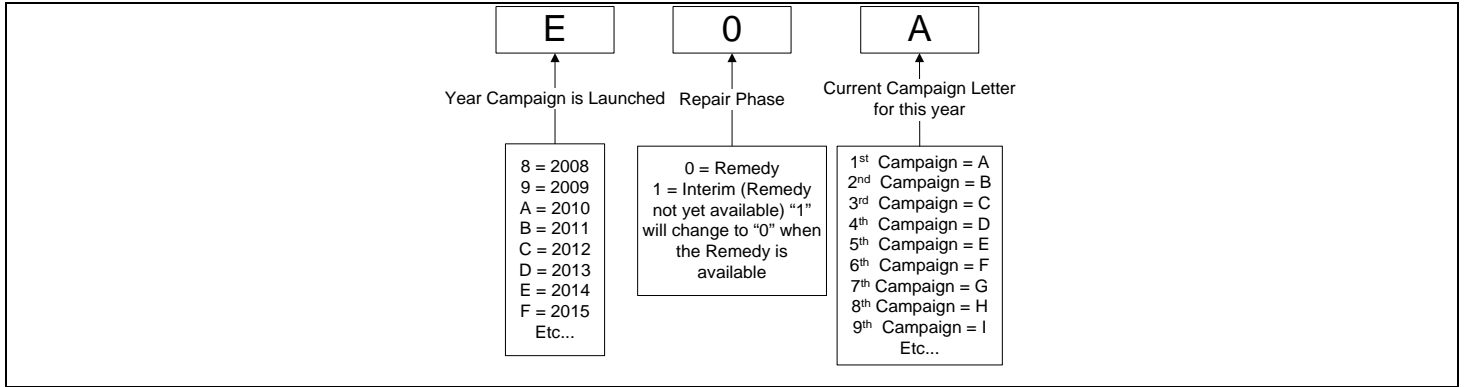 E
0
A
Year Campaign is Launched
Repair Phase
Current Campaign Letter
for this year
8 = 2008
9 = 2009
A = 2010
B = 2011
C = 2012
D = 2013
E = 2014
F = 2015
Etc...
0 = Remedy
1 = Interim (Remedy
not yet available) “1”
will change to “0” when
the Remedy is
available
1st Campaign = A
2nd Campaign = B
3rd Campaign = C
4th Campaign = D
5th Campaign = E
6th Campaign = F
7th Campaign = G
8th Campaign = H
9th Campaign = I
Etc...